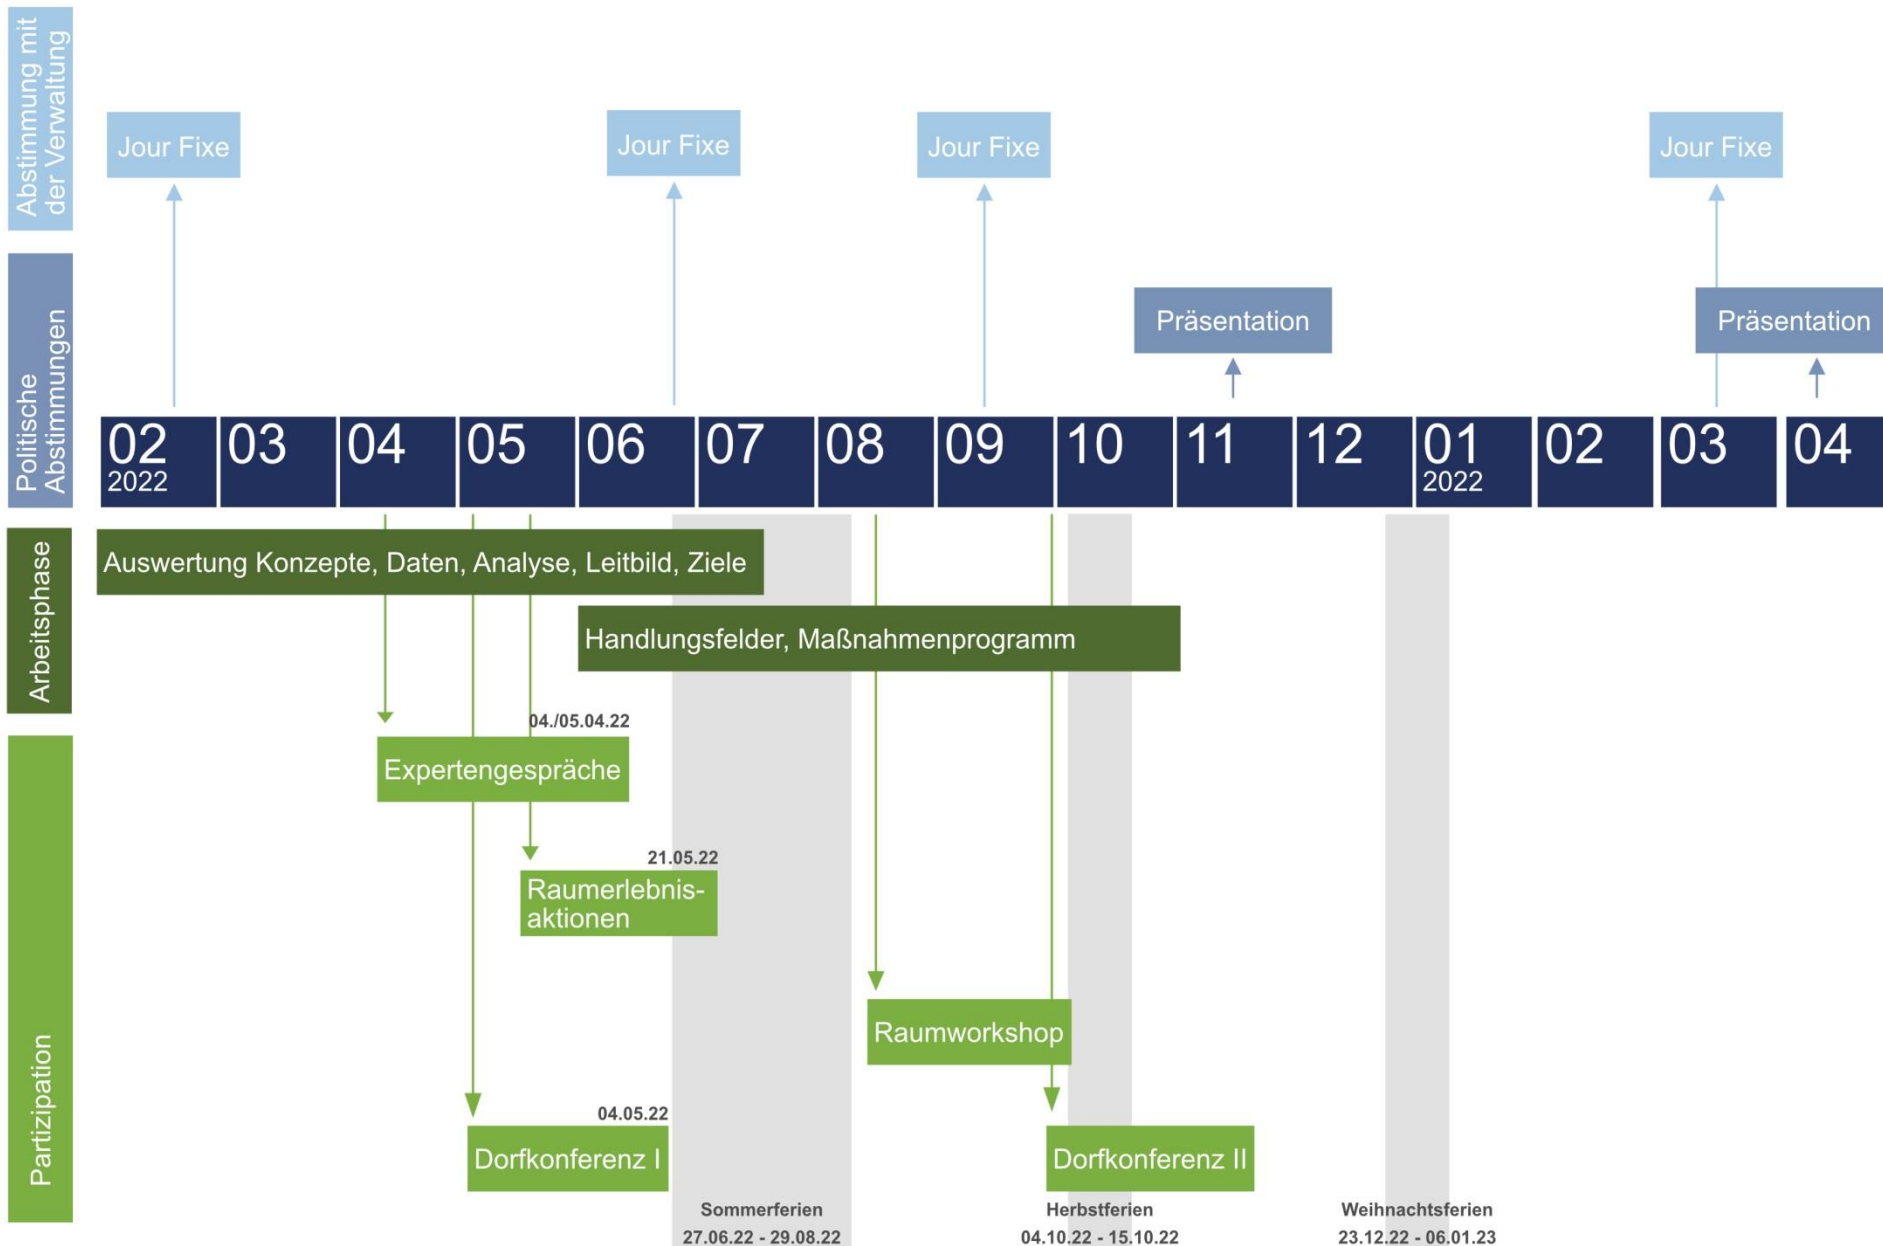 Abstimmung mit
der Verwaltung
Jour Fixe
Jour Fixe
Jour Fixe
Jour Fixe
Politische
Abstimmungen
Präsentation
Präsentation
02
2022
03
04
05
06
07
08
09
10
11
12
01
2022
02
03
04
Arbeitsphase
Auswertung Konzepte, Daten, Analyse, Leitbild, Ziele
Handlungsfelder, Maßnahmenprogramm
Partizipation
04./05.04.22
Expertengespräche
21.05.22
Raumerlebnis-
aktionen
Raumworkshop
04.05.22
Dorfkonferenz I
Dorfkonferenz II
Sommerferien
27.06.22 - 29.08.22
Herbstferien
04.10.22 - 15.10.22
Weihnachtsferien
23.12.22 - 06.01.23